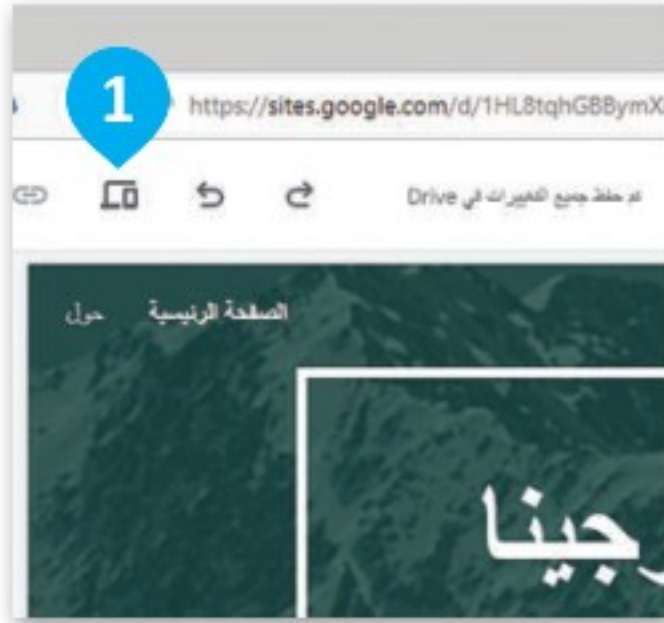 1
https://sites.google.com/d/1HL8tqhGBBymX
تم حفظ جميع التغييرات في Drive
الصفحة الرئيسية حول
جينا